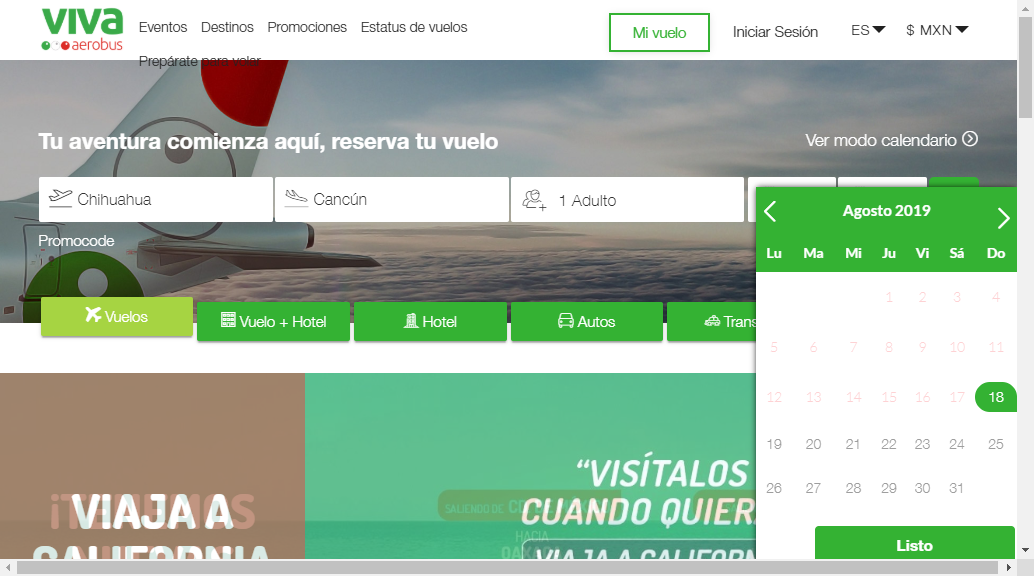 viva
aerobus
Eventos Destinos Promociones Estatus de vuelos
Prepárate para volar
Mi vuelo
Iniciar Sesión
ES
$ MXN
Tu aventura comienza aquí, reserva tu vuelo
Ver modo calendario
Chihuahua
Cancún
1 Adulto
Promocode
Vuelos
Vuelo + Hotel
Hotel
Autos
Agosto 2019
Lu Ma Mi Ju Vi Sá Do
1 2 3 4
5 6 7 8 9 10 11
12 13 14 15 16 17 18
19 20 21 22 23 24 25
26 27 28 29 30 31
Listo
¡TENEMOS
VIAJA A
CALIFORNIA
“VISÍTALOS
CUANDO
SALIENDO DE
HACIA
VIAJA A